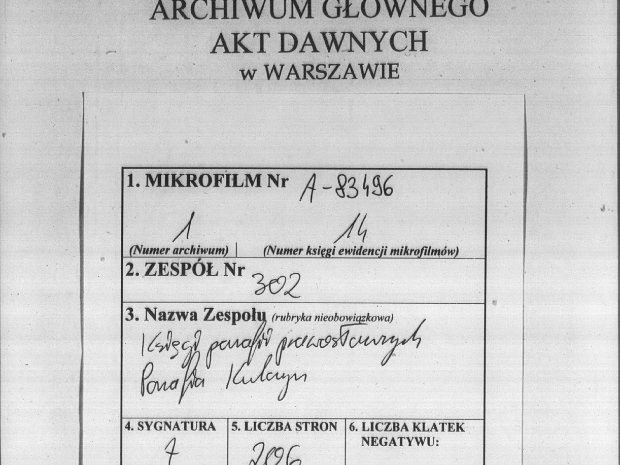 ARCHIWUM GŁÓWNEGO
AKT DAWNYCH
w WARSZAWIE
1. MIKROFILM Nr A-83496
1 14
(Numer archiwum) (Numer księgi ewidencji mikrofilmów)
2. ZESPÓŁ Nr 302
3. Nazwa Zespołu (rubryka nieobowiązkowa)
Księgi parafii prawosławnych
Parafia
4. SYGNATURA 5. LICZBA STRON 6. LICZBA KLATEK
NEGATYWU:
7